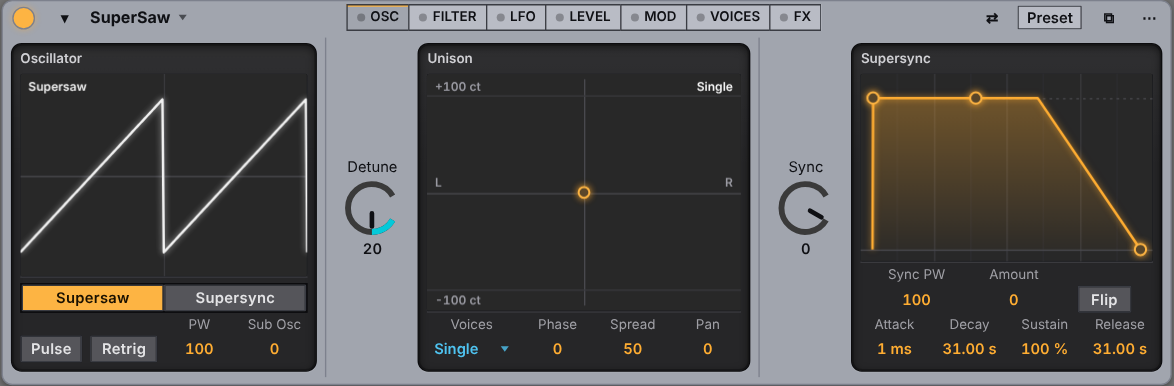 SuperSaw
OSC FILTER LFO LEVEL MOD VOICES FX
Preset
Oscillator
Supersaw
Supersaw Supersync
PW Sub Osc
Pulse Retrig 100 0
Detune
20
Unison
+100 ct Single
L R
-100 ct
Voices Phase Spread Pan
Single 0 50 0
Sync
0
Supersync
Sync PW Amount
100 0 Flip
Attack Decay Sustain Release
1 ms 31.00 s 100 % 31.00 s